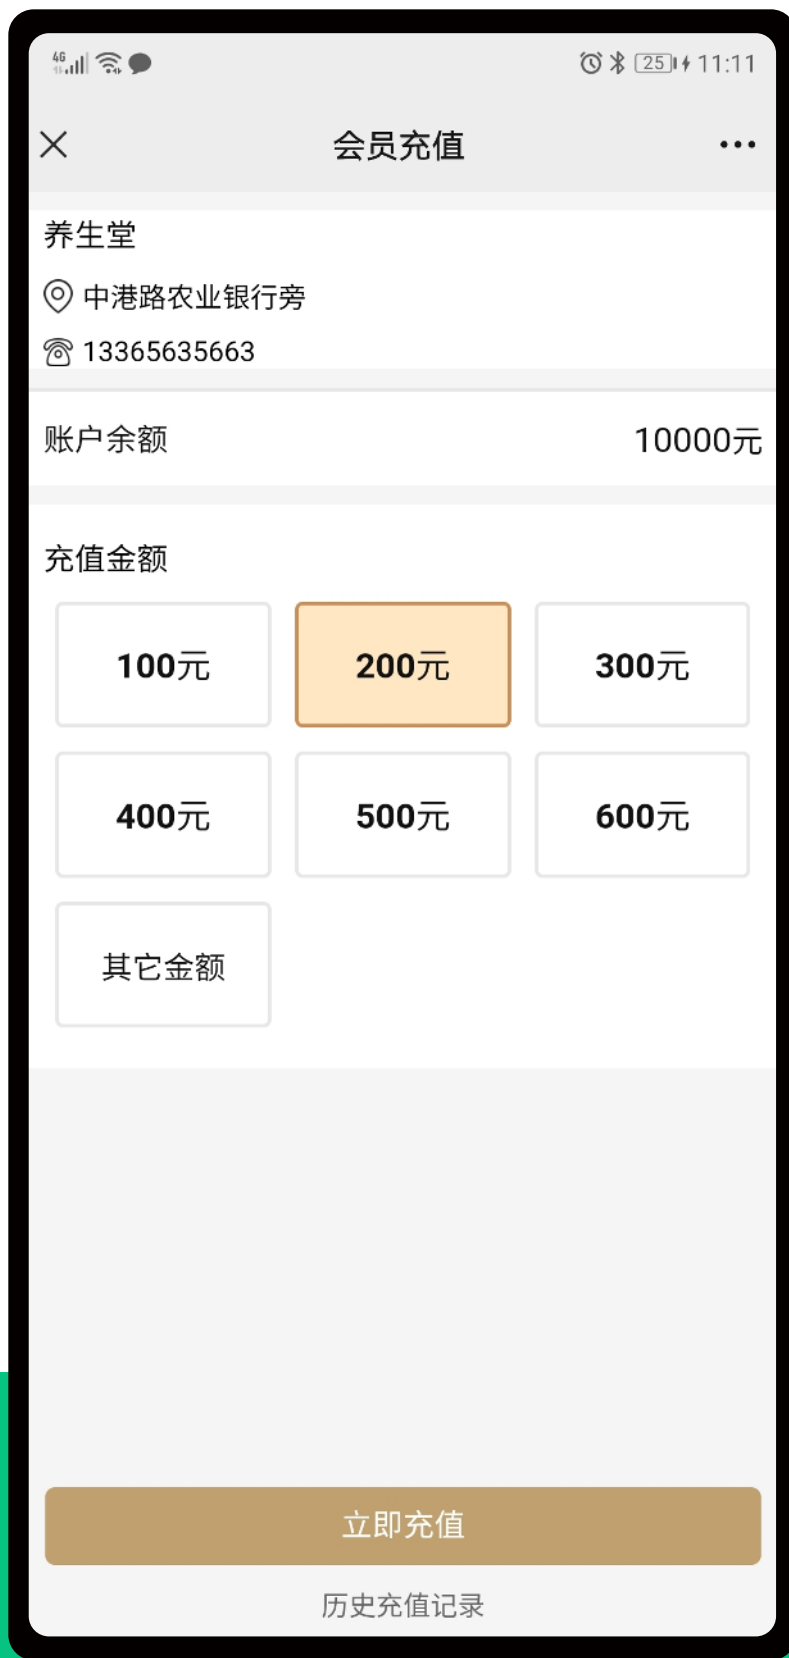 4G 25 11:11
会员充值
养生堂
中港路农业银行旁
13365635663
账户余额 10000元
充值金额
100元 200元 300元
400元 500元 600元
其它金额
立即充值
历史充值记录